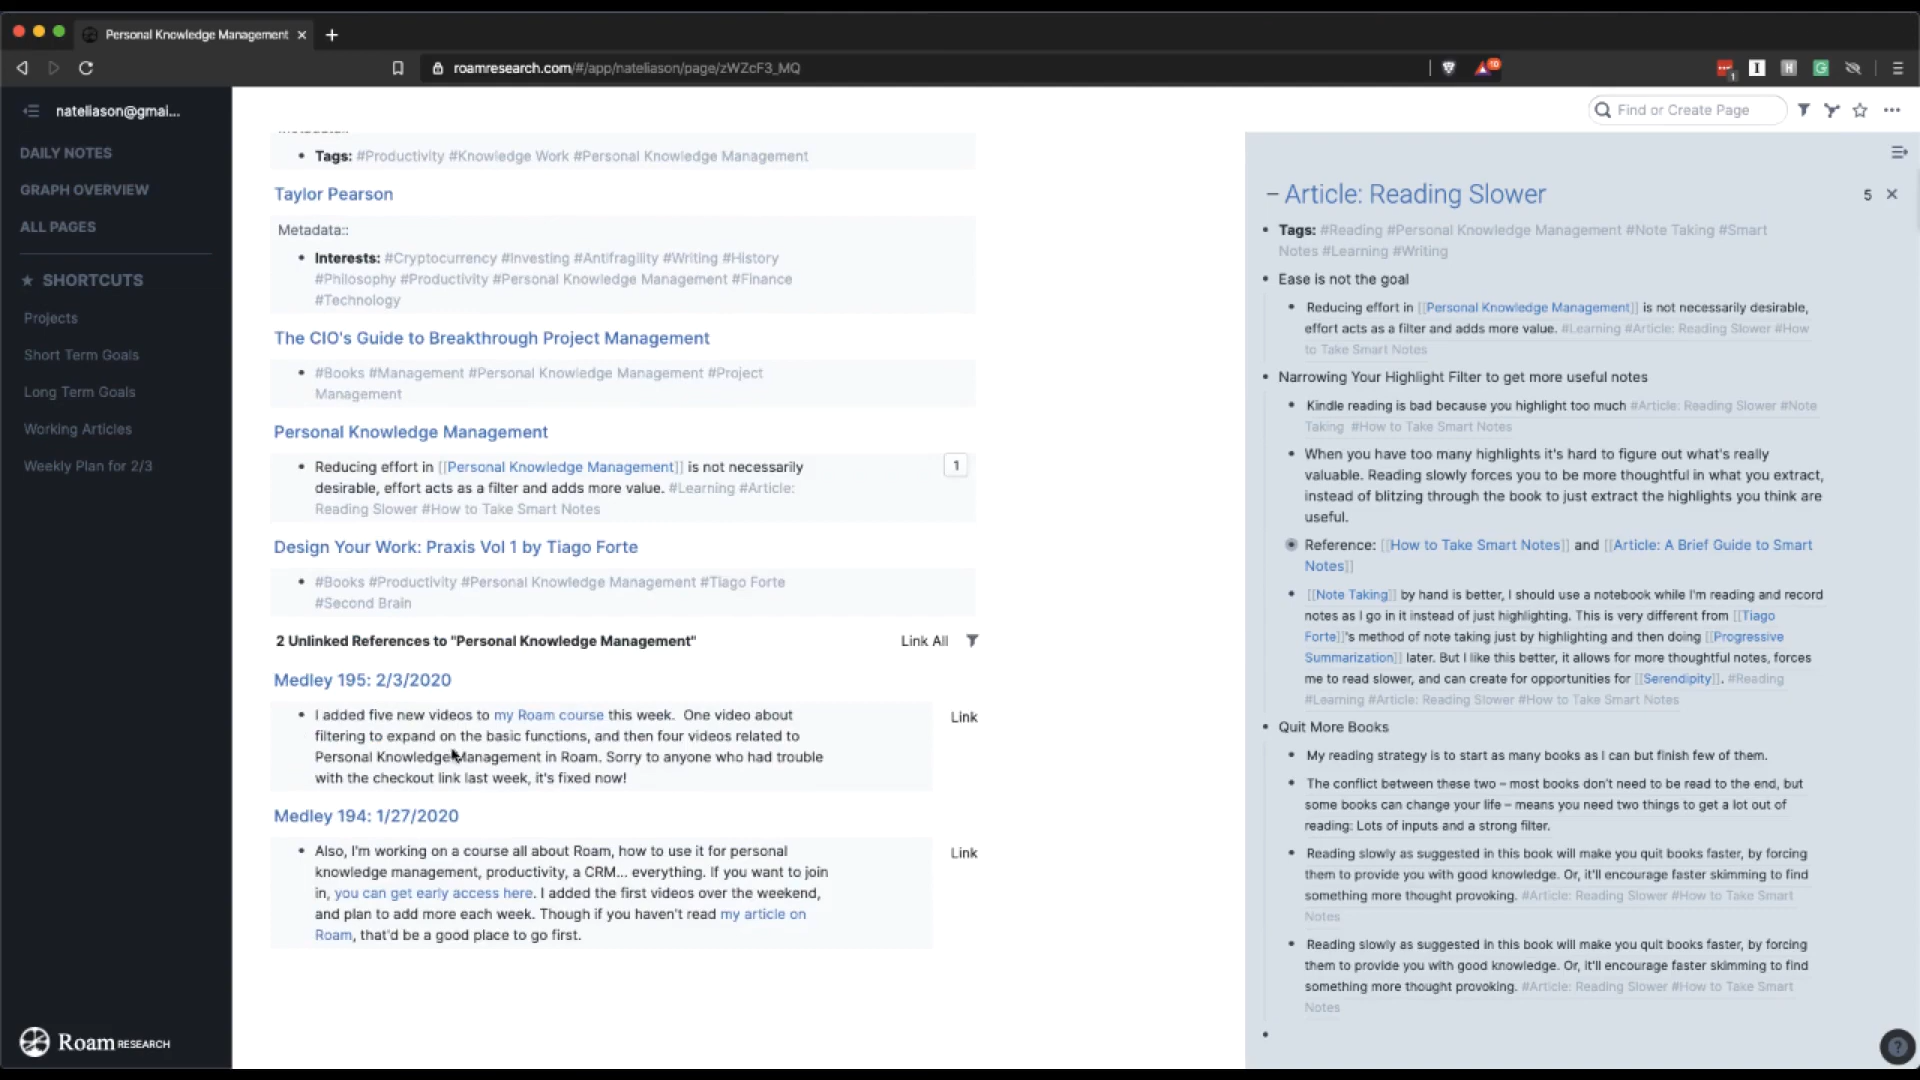 Personal Knowledge Management
roamresearch.com/#/app/nateliason/page/zWZcF3_MQ
10
1
nateliason@gmai...
DAILY NOTES
GRAPH OVERVIEW
ALL PAGES
SHORTCUTS
Projects
Short Term Goals
Long Term Goals
Working Articles
Weekly Plan for 2/3
Roam RESEARCH
Find or Create Page
Tags: #Productivity #Knowledge Work #Personal Knowledge Management
Taylor Pearson
Metadata::
Interests: #Cryptocurrency #Investing #Antifragility #Writing #History
#Philosophy #Productivity #Personal Knowledge Management #Finance
#Technology
The CIO's Guide to Breakthrough Project Management
#Books #Management #Personal Knowledge Management #Project
Management
Personal Knowledge Management
Reducing effort in [[Personal Knowledge Management]] is not necessarily
desirable, effort acts as a filter and adds more value. #Learning #Article:
Reading Slower #How to Take Smart Notes
1
Design Your Work: Praxis Vol 1 by Tiago Forte
#Books #Productivity #Personal Knowledge Management #Tiago Forte
#Second Brain
2 Unlinked References to "Personal Knowledge Management"
Link All
Medley 195: 2/3/2020
I added five new videos to my Roam course this week. One video about
filtering to expand on the basic functions, and then four videos related to
Personal Knowledge Management in Roam. Sorry to anyone who had trouble
with the checkout link last week, it's fixed now!
Link
Medley 194: 1/27/2020
Also, I'm working on a course all about Roam, how to use it for personal
knowledge management, productivity, a CRM... everything. If you want to join
in, you can get early access here. I added the first videos over the weekend,
and plan to add more each week. Though if you haven't read my article on
Roam, that'd be a good place to go first.
Link
Article: Reading Slower
5
Tags: #Reading #Personal Knowledge Management #Note Taking #Smart
Notes #Learning #Writing
Ease is not the goal
Reducing effort in [[Personal Knowledge Management]] is not necessarily desirable,
effort acts as a filter and adds more value. #Learning #Article: Reading Slower #How
to Take Smart Notes
Narrowing Your Highlight Filter to get more useful notes
Kindle reading is bad because you highlight too much #Article: Reading Slower #Note
Taking #How to Take Smart Notes
When you have too many highlights it's hard to figure out what's really
valuable. Reading slowly forces you to be more thoughtful in what you extract,
instead of blitzing through the book to just extract the highlights you think are
useful.
Reference: [[How to Take Smart Notes]] and [[Article: A Brief Guide to Smart
Notes]]
[[Note Taking]] by hand is better, I should use a notebook while I'm reading and record
notes as I go in it instead of just highlighting. This is very different from [[Tiago
Forte]]'s method of note taking just by highlighting and then doing [[Progressive
Summarization]] later. But I like this better, it allows for more thoughtful notes, forces
me to read slower, and can create for opportunities for [[Serendipity]]. #Reading
#Learning #Article: Reading Slower #How to Take Smart Notes
Quit More Books
My reading strategy is to start as many books as I can but finish few of them.
The conflict between these two – most books don't need to be read to the end, but
some books can change your life – means you need two things to get a lot out of
reading: Lots of inputs and a strong filter.
Reading slowly as suggested in this book will make you quit books faster, by forcing
them to provide you with good knowledge. Or, it'll encourage faster skimming to find
something more thought provoking. #Article: Reading Slower #How to Take Smart
Notes
Reading slowly as suggested in this book will make you quit books faster, by forcing
them to provide you with good knowledge. Or, it'll encourage faster skimming to find
something more thought provoking. #Article: Reading Slower #How to Take Smart
Notes